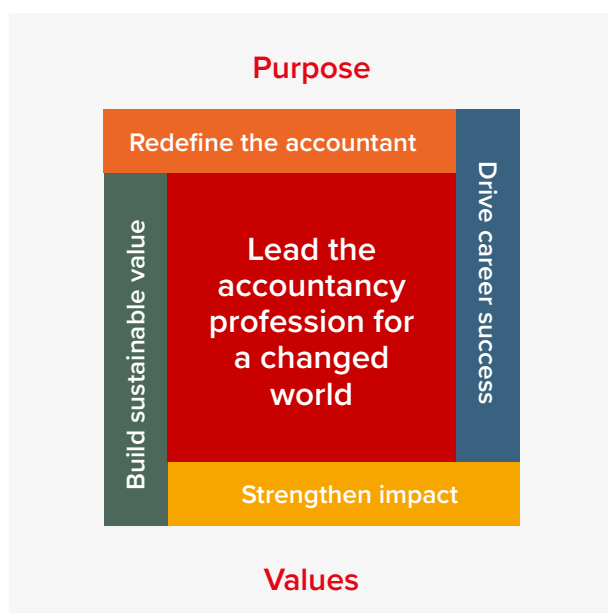 Purpose
Redefine the accountant
Drive career success
Build sustainable value
Lead the
accountancy
profession for
a changed
world
Strengthen impact
Values